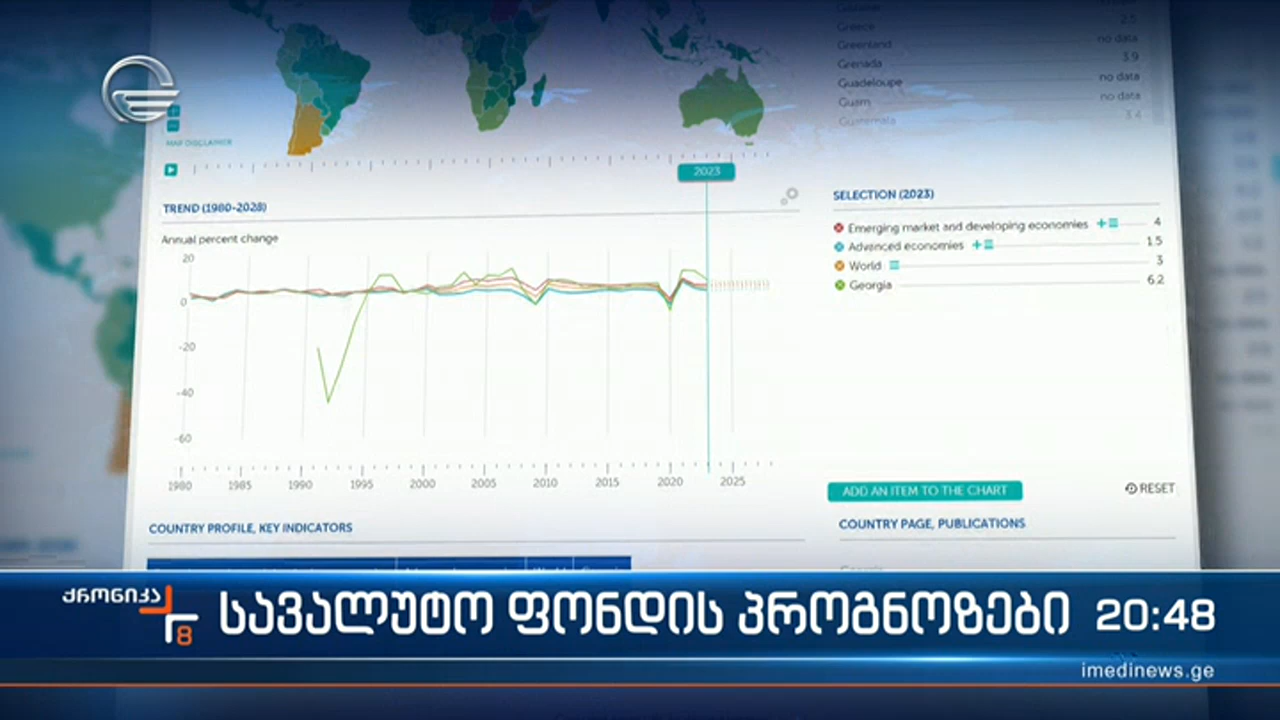 2.5
Greece
no data
Greenland
3.9
Grenada
no data
Guadeloupe
no data
Guam
3.4
Guatemala
MAP DISCLAIMER
2023
TREND (1980-2028)
SELECTION (2023)
Annual percent change
Emerging market and developing economies 4
Advanced economies 1.5
World 3
Georgia 6.2
20
0
-20
-40
-60
1980 1985 1990 1995 2000 2005 2010 2015 2020 2025
ADD AN ITEM TO THE CHART
RESET
COUNTRY PROFILE, KEY INDICATORS
COUNTRY PAGE, PUBLICATIONS
ქრონიკა
8
სავალუტო ფონდის პროგნოზები
20:48
imedinews.ge